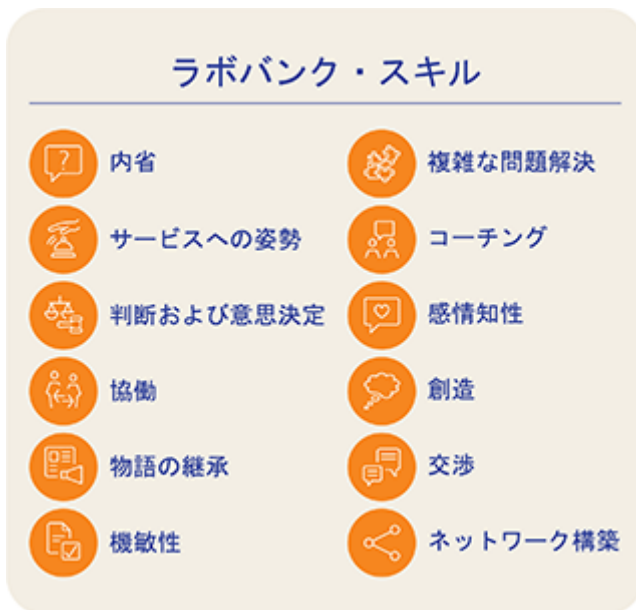 ラボバンク・スキル
内省
サービスへの姿勢
判断および意思決定
協働
物語の継承
機敏性
複雑な問題解決
コーチング
感情知性
創造
交渉
ネットワーク構築